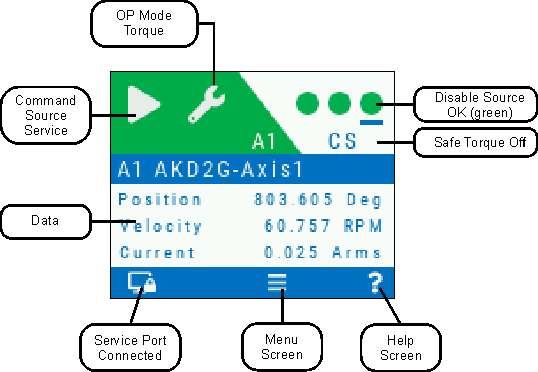 OP Mode
Torque
Command
Source
Service
Disable Source
OK (green)
A1
CS
Safe Torque Off
A1 AKD2G-Axis1
Position 803.605 Deg
Data
Velocity 60.757 RPM
Current 0.025 Arms
?
Service Port
Connected
Menu
Screen
Help
Screen